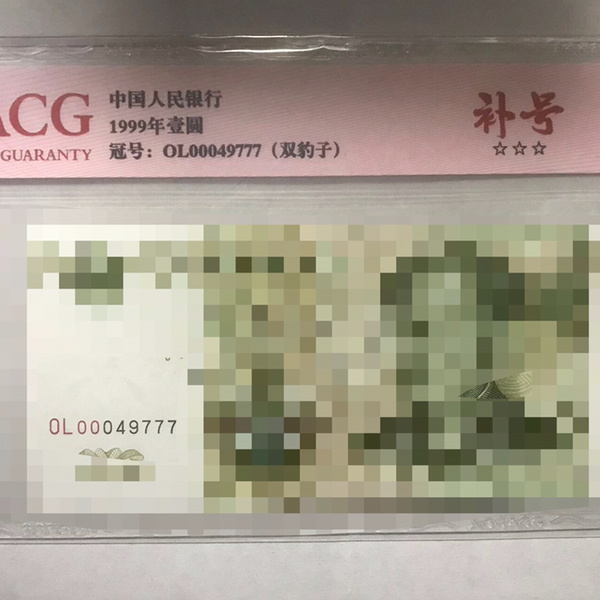 ACG
GUARANTY
中国人民银行
1999年壹圓
冠号：OL00049777（双豹子）
补号
☆☆☆
OL00049777